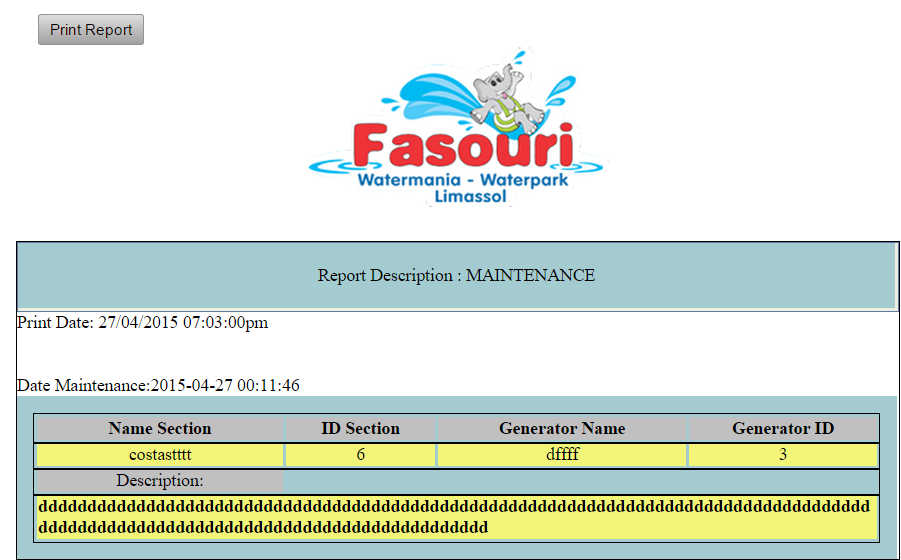 Print Report
Fasouri
Watermania - Waterpark
Limassol
Report Description : MAINTENANCE
Print Date: 27/04/2015 07:03:00pm
Date Maintenance:2015-04-27 00:11:46
Name Section ID Section Generator Name Generator ID
costastttt 6 dffff 3
Description:
ddddddddddddddddddddddddddddddddddddddddddddddddddddddddddddddddddddddddddddddddddddd
dddddddddddddddddddddddddddddddddddddddddddddd